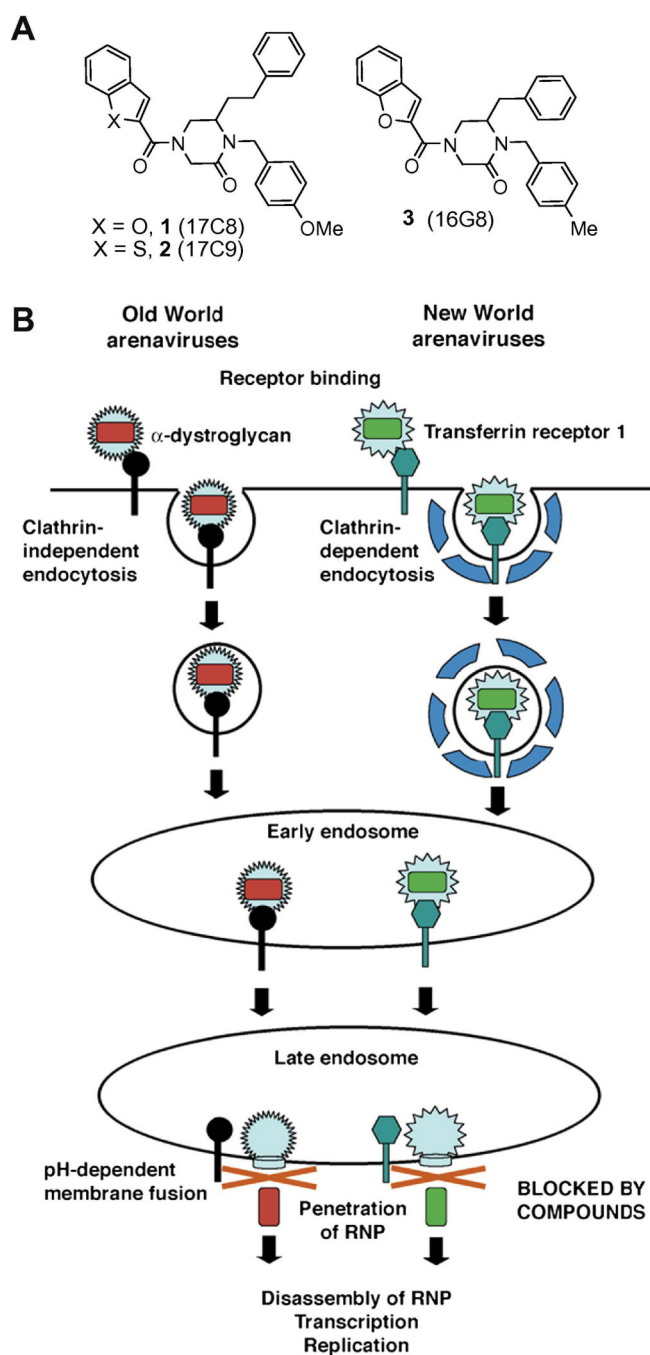 A
X
O
O
N
N
O
OMe
X = O, 1 (17C8)
X = S, 2 (17C9)
O
O
N
N
O
Me
3 (16G8)
B
Old World
arenaviruses
New World
arenaviruses
Receptor binding
α-dystroglycan
Transferrin receptor 1
Clathrin-
independent
endocytosis
Clathrin-
dependent
endocytosis
Early endosome
Late endosome
pH-dependent
membrane fusion
Penetration
of RNP
BLOCKED BY
COMPOUNDS
Disassembly of RNP
Transcription
Replication